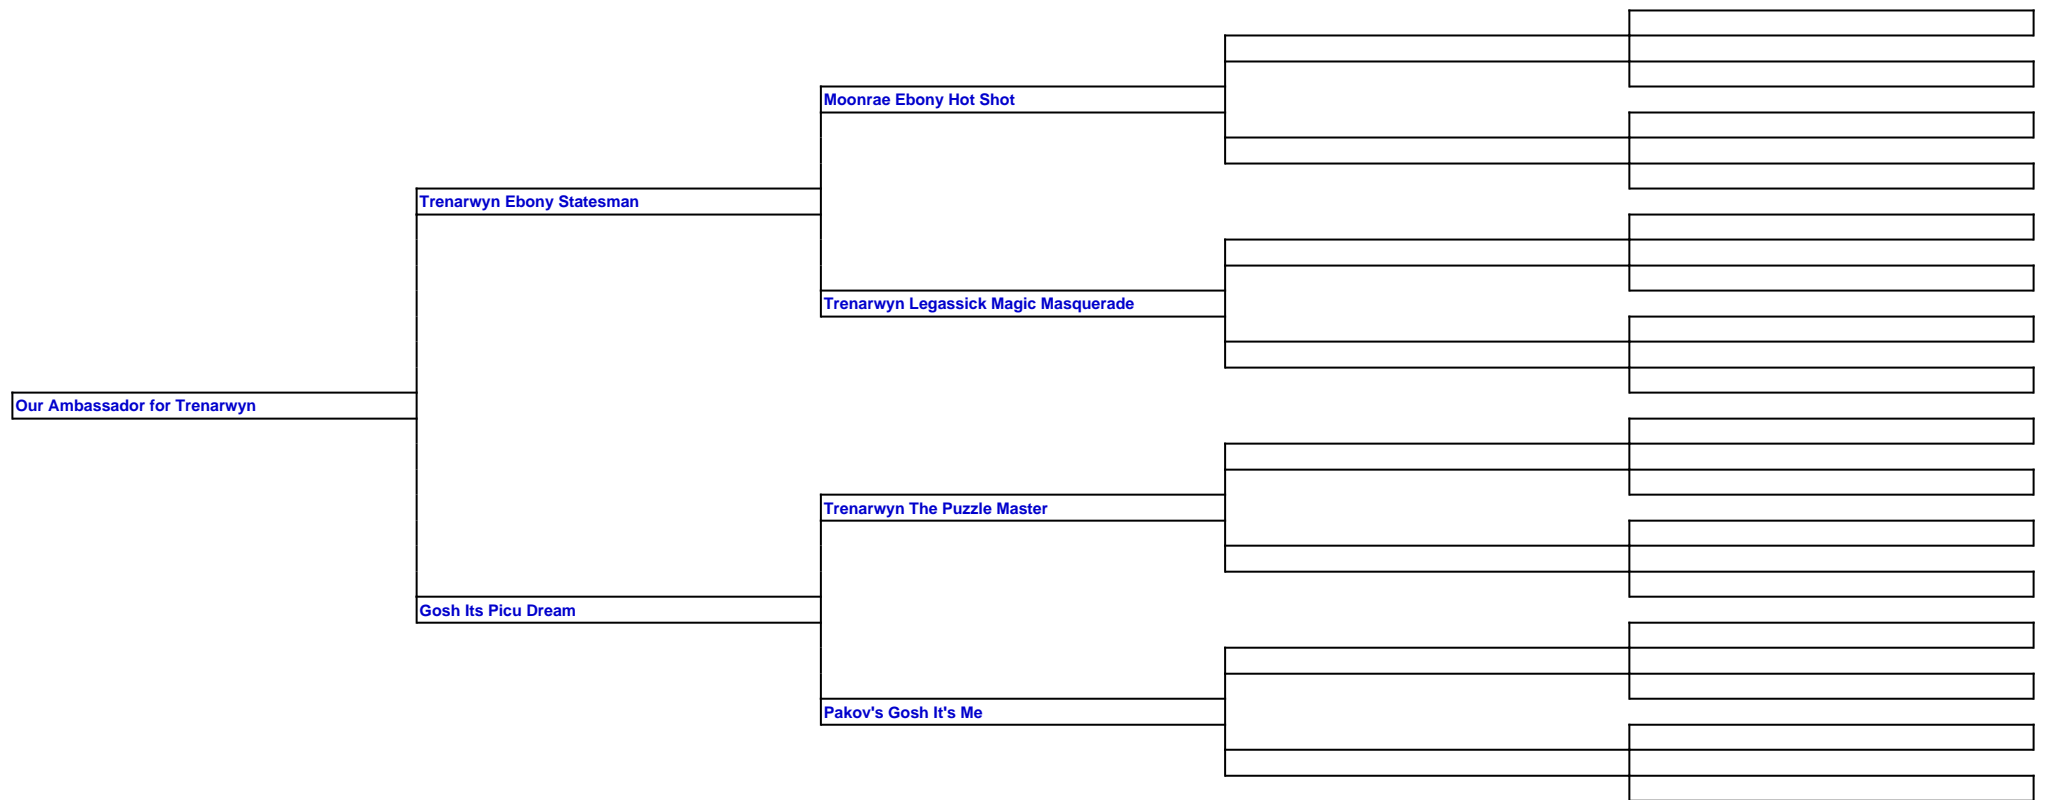 Moonrae Ebony Hot Shot
Trenarwyn Ebony Statesman
Trenarwyn Legassick Magic Masquerade
Our Ambassador for Trenarwyn
Trenarwyn The Puzzle Master
Gosh Its Picu Dream
Pakov's Gosh It's Me